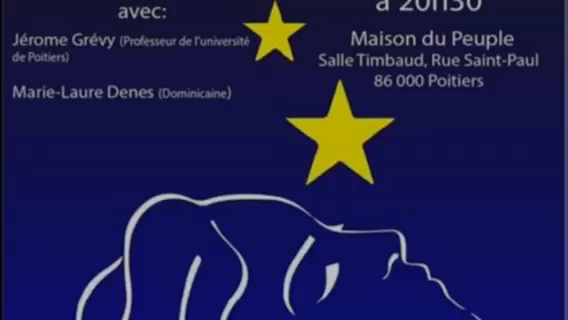 avec:
Jérome Grévy (Professeur de l'université
de Poitiers)
Marie-Laure Denes (Dominicaine)
à 20h30
Maison du Peuple
Salle Timbaud, Rue Saint-Paul
86 000 Poitiers